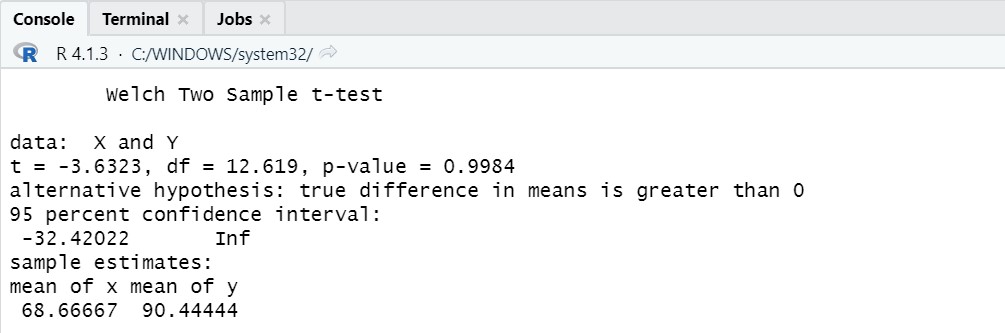 Console Terminal Jobs
R R 4.1.3 · C:/WINDOWS/system32/
Welch Two Sample t-test
data: X and Y
t = -3.6323, df = 12.619, p-value = 0.9984
alternative hypothesis: true difference in means is greater than 0
95 percent confidence interval:
-32.42022 Inf
sample estimates:
mean of x mean of y
68.66667 90.44444